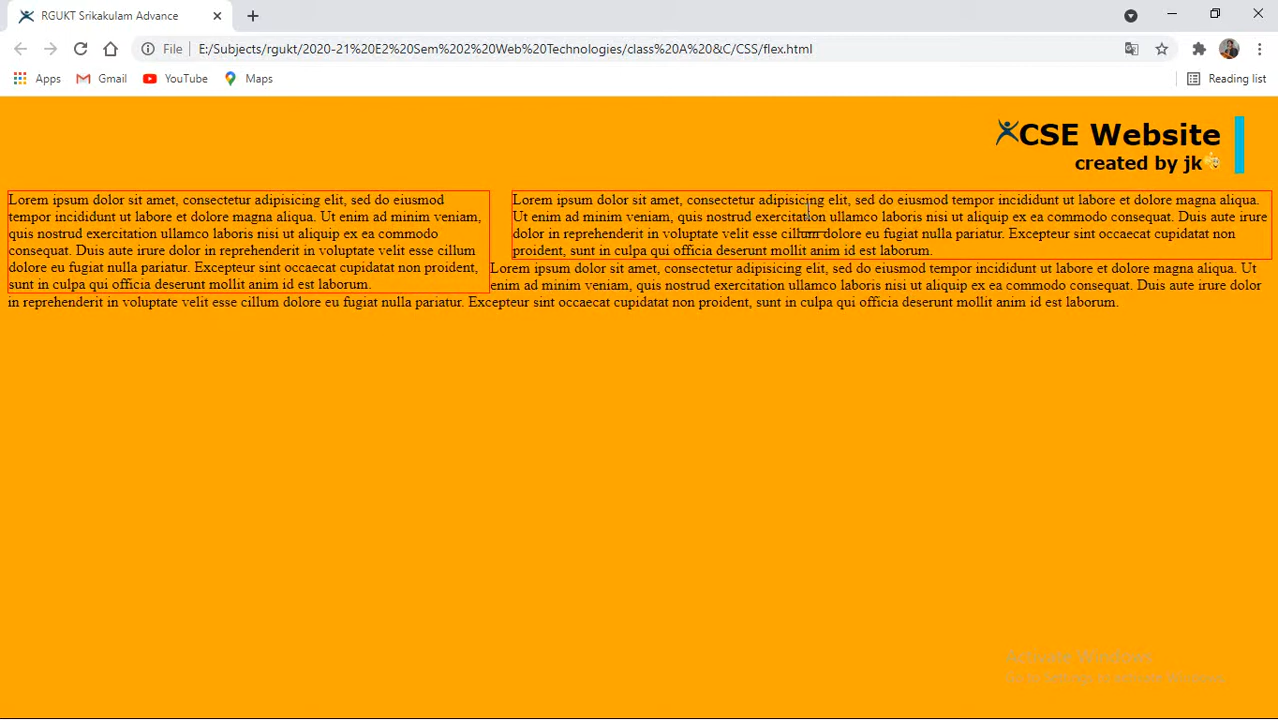 RGUKT Srikakulam Advance
File
E:/Subjects/rgukt/2020-21%20E2%20Sem%202%20Web%20Technologies/class%20A%20&C/CSS/flex.html
Apps Gmail YouTube Maps Reading list
CSE Website
created by jk
Lorem ipsum dolor sit amet, consectetur adipisicing elit, sed do eiusmod
tempor incididunt ut labore et dolore magna aliqua. Ut enim ad minim veniam,
quis nostrud exercitation ullamco laboris nisi ut aliquip ex ea commodo
consequat. Duis aute irure dolor in reprehenderit in voluptate velit esse cillum
dolore eu fugiat nulla pariatur. Excepteur sint occaecat cupidatat non proident,
sunt in culpa qui officia deserunt mollit anim id est laborum.
Lorem ipsum dolor sit amet, consectetur adipisicing elit, sed do eiusmod tempor incididunt ut labore et dolore magna aliqua.
Ut enim ad minim veniam, quis nostrud exercitation ullamco laboris nisi ut aliquip ex ea commodo consequat. Duis aute irure
dolor in reprehenderit in voluptate velit esse cillum dolore eu fugiat nulla pariatur. Excepteur sint occaecat cupidatat non
proident, sunt in culpa qui officia deserunt mollit anim id est laborum.
Lorem ipsum dolor sit amet, consectetur adipisicing elit, sed do eiusmod tempor incididunt ut labore et dolore magna aliqua. Ut
enim ad minim veniam, quis nostrud exercitation ullamco laboris nisi ut aliquip ex ea commodo consequat. Duis aute irure dolor
in reprehenderit in voluptate velit esse cillum dolore eu fugiat nulla pariatur. Excepteur sint occaecat cupidatat non proident, sunt in culpa qui officia deserunt mollit anim id est laborum.
Activate Windows
Go to Settings to activate Windows.